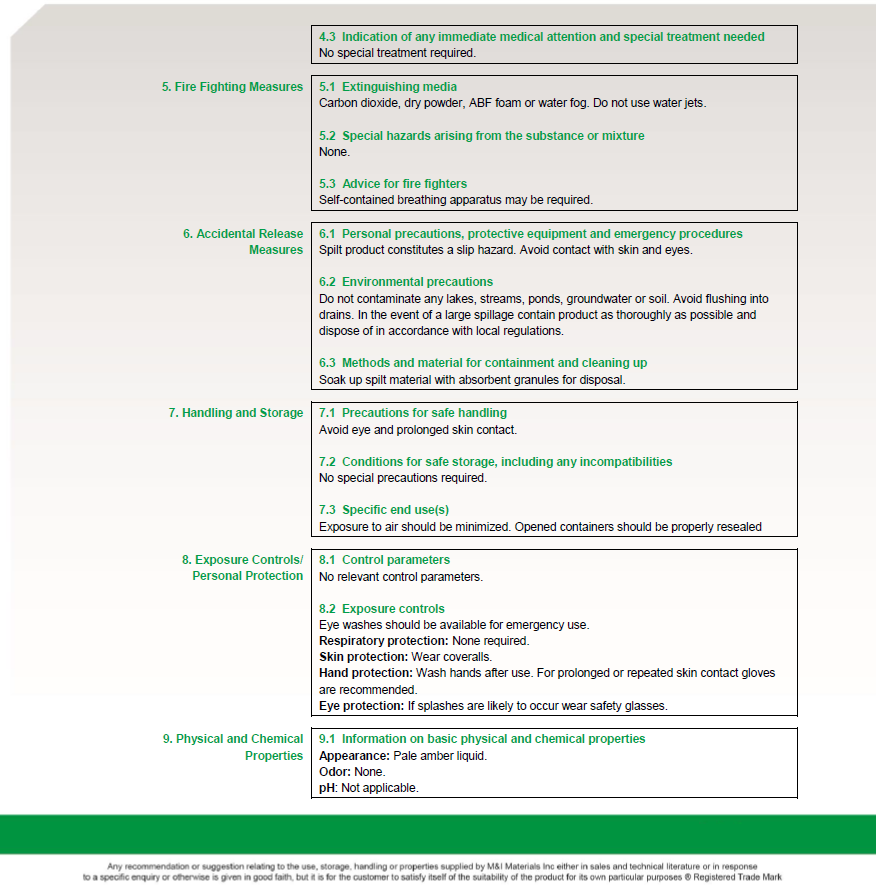 4.3 Indication of any immediate medical attention and special treatment needed
No special treatment required.
5. Fire Fighting Measures
5.1 Extinguishing media
Carbon dioxide, dry powder, ABF foam or water fog. Do not use water jets.
5.2 Special hazards arising from the substance or mixture
None.
5.3 Advice for fire fighters
Self-contained breathing apparatus may be required.
6. Accidental Release
Measures
6.1 Personal precautions, protective equipment and emergency procedures
Spilt product constitutes a slip hazard. Avoid contact with skin and eyes.
6.2 Environmental precautions
Do not contaminate any lakes, streams, ponds, groundwater or soil. Avoid flushing into
drains. In the event of a large spillage contain product as thoroughly as possible and
dispose of in accordance with local regulations.
6.3 Methods and material for containment and cleaning up
Soak up spilt material with absorbent granules for disposal.
7. Handling and Storage
7.1 Precautions for safe handling
Avoid eye and prolonged skin contact.
7.2 Conditions for safe storage, including any incompatibilities
No special precautions required.
7.3 Specific end use(s)
Exposure to air should be minimized. Opened containers should be properly resealed
8. Exposure Controls/
Personal Protection
8.1 Control parameters
No relevant control parameters.
8.2 Exposure controls
Eye washes should be available for emergency use.
Respiratory protection: None required.
Skin protection: Wear coveralls.
Hand protection: Wash hands after use. For prolonged or repeated skin contact gloves
are recommended.
Eye protection: If splashes are likely to occur wear safety glasses.
9. Physical and Chemical
Properties
9.1 Information on basic physical and chemical properties
Appearance: Pale amber liquid.
Odor: None.
pH: Not applicable.
Any recommendation or suggestion relating to the use, storage, handling or properties supplied by M&I Materials Inc either in sales and technical literature or in response
to a specific enquiry or otherwise is given in good faith, but it is for the customer to satisfy itself of the suitability of the product for its own particular purposes ® Registered Trade Mark